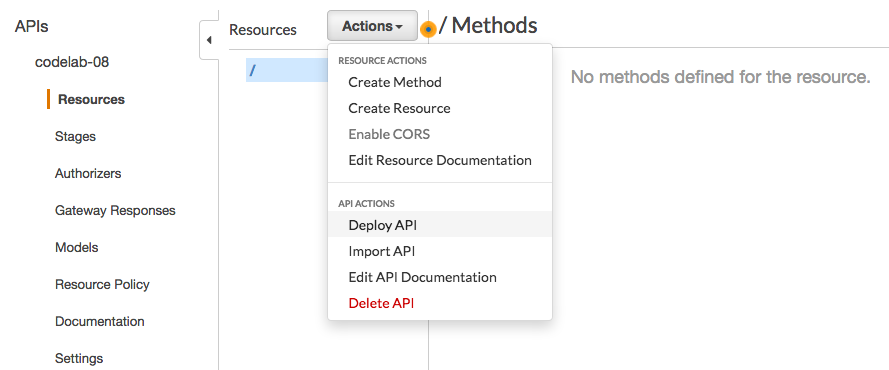 APIs
codelab-08
Resources
Stages
Authorizers
Gateway Responses
Models
Resource Policy
Documentation
Settings
Resources
/
Actions
RESOURCE ACTIONS
Create Method
Create Resource
Enable CORS
Edit Resource Documentation
API ACTIONS
Deploy API
Import API
Edit API Documentation
Delete API
/ Methods
No methods defined for the resource.